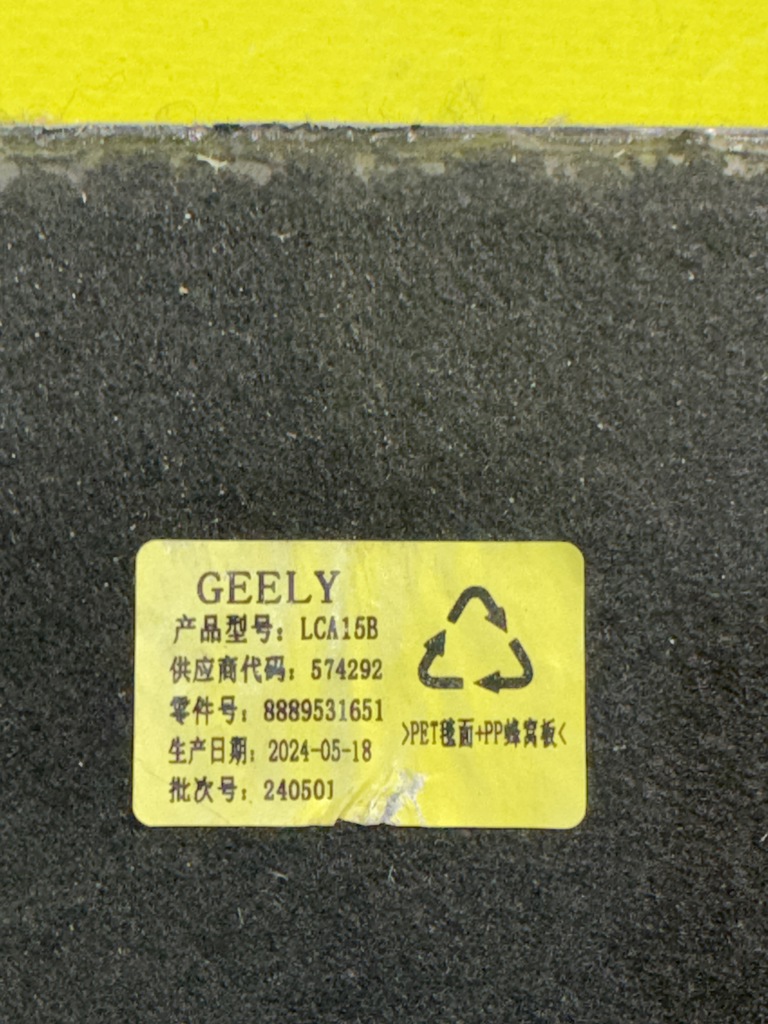 GEELY
产品型号：LCA15B
供应商代码：574292
零件号：8889531651
生产日期：2024-05-18
批次号：240501
>PET毯面+PP蜂窝板<